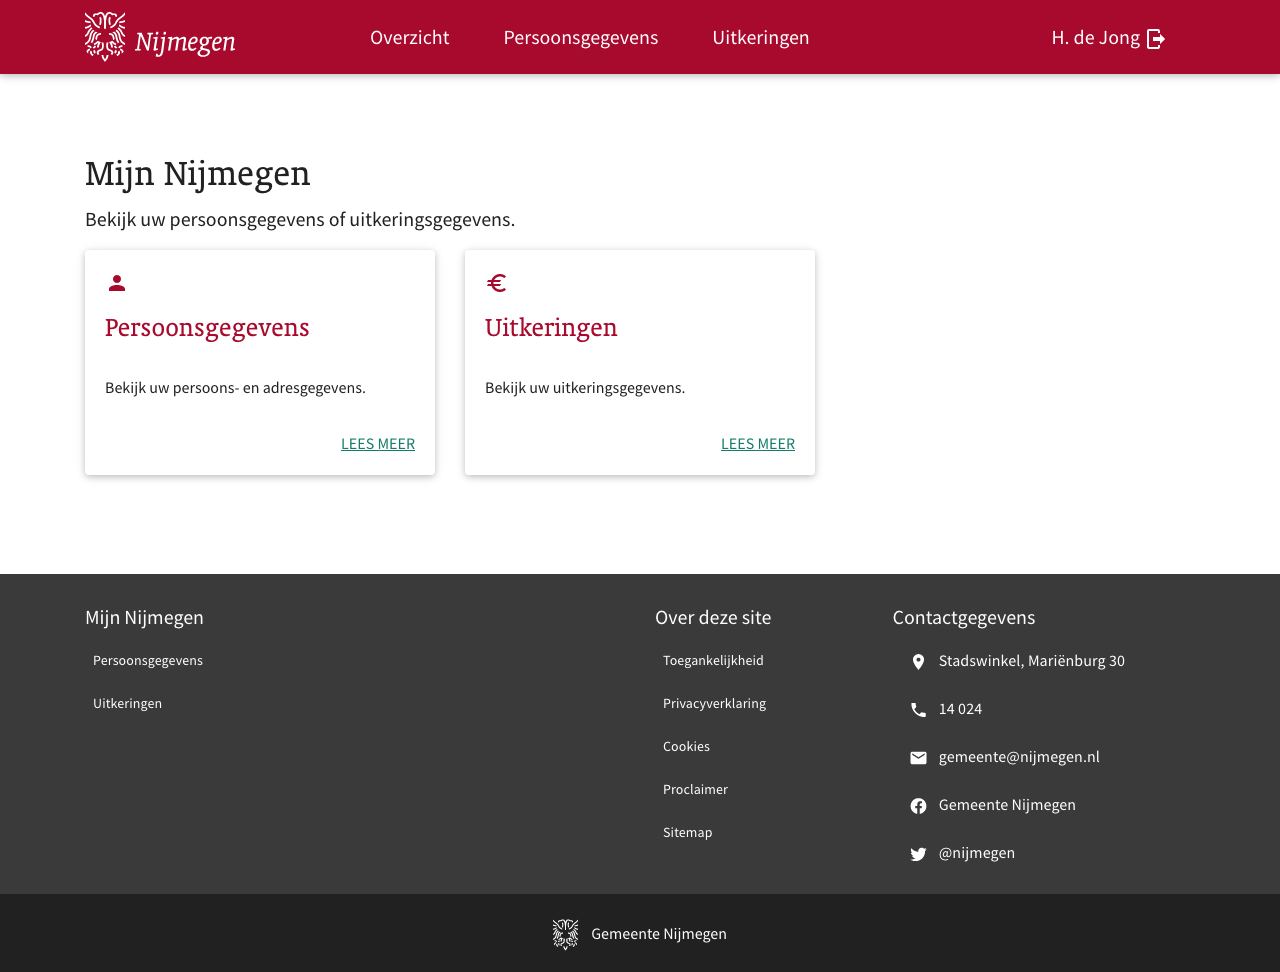 Nijmegen
Overzicht
Persoonsgegevens
Uitkeringen
H. de Jong
Mijn Nijmegen
Bekijk uw persoonsgegevens of uitkeringsgegevens.
Persoonsgegevens
Bekijk uw persoons- en adresgegevens.
LEES MEER
Uitkeringen
Bekijk uw uitkeringsgegevens.
LEES MEER
Mijn Nijmegen
Persoonsgegevens
Uitkeringen
Over deze site
Toegankelijkheid
Privacyverklaring
Cookies
Proclaimer
Sitemap
Contactgegevens
Stadswinkel, Mariënburg 30
14 024
gemeente@nijmegen.nl
Gemeente Nijmegen
@nijmegen
Gemeente Nijmegen